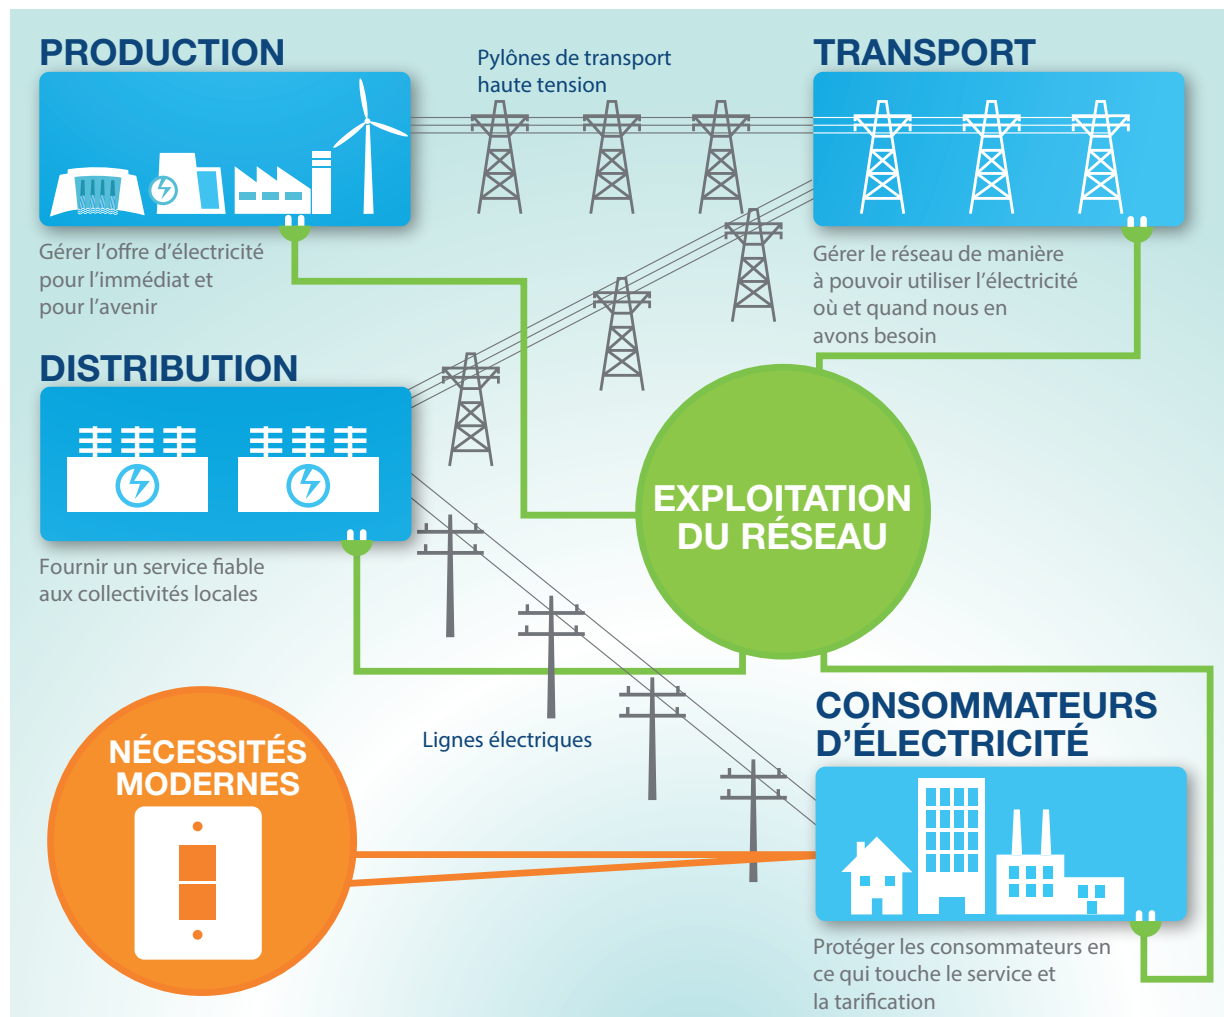 PRODUCTION
Pylônes de transport
haute tension
TRANSPORT
Gérer l'offre d'électricité
pour l'immédiat et
pour l'avenir
Gérer le réseau de manière
à pouvoir utiliser l'électricité
où et quand nous en
avons besoin
DISTRIBUTION
EXPLOITATION
DU RÉSEAU
Fournir un service fiable
aux collectivités locales
NÉCESSITÉS
MODERNES
Lignes électriques
CONSOMMATEURS
D'ÉLECTRICITÉ
Protéger les consommateurs en
ce qui touche le service et
la tarification